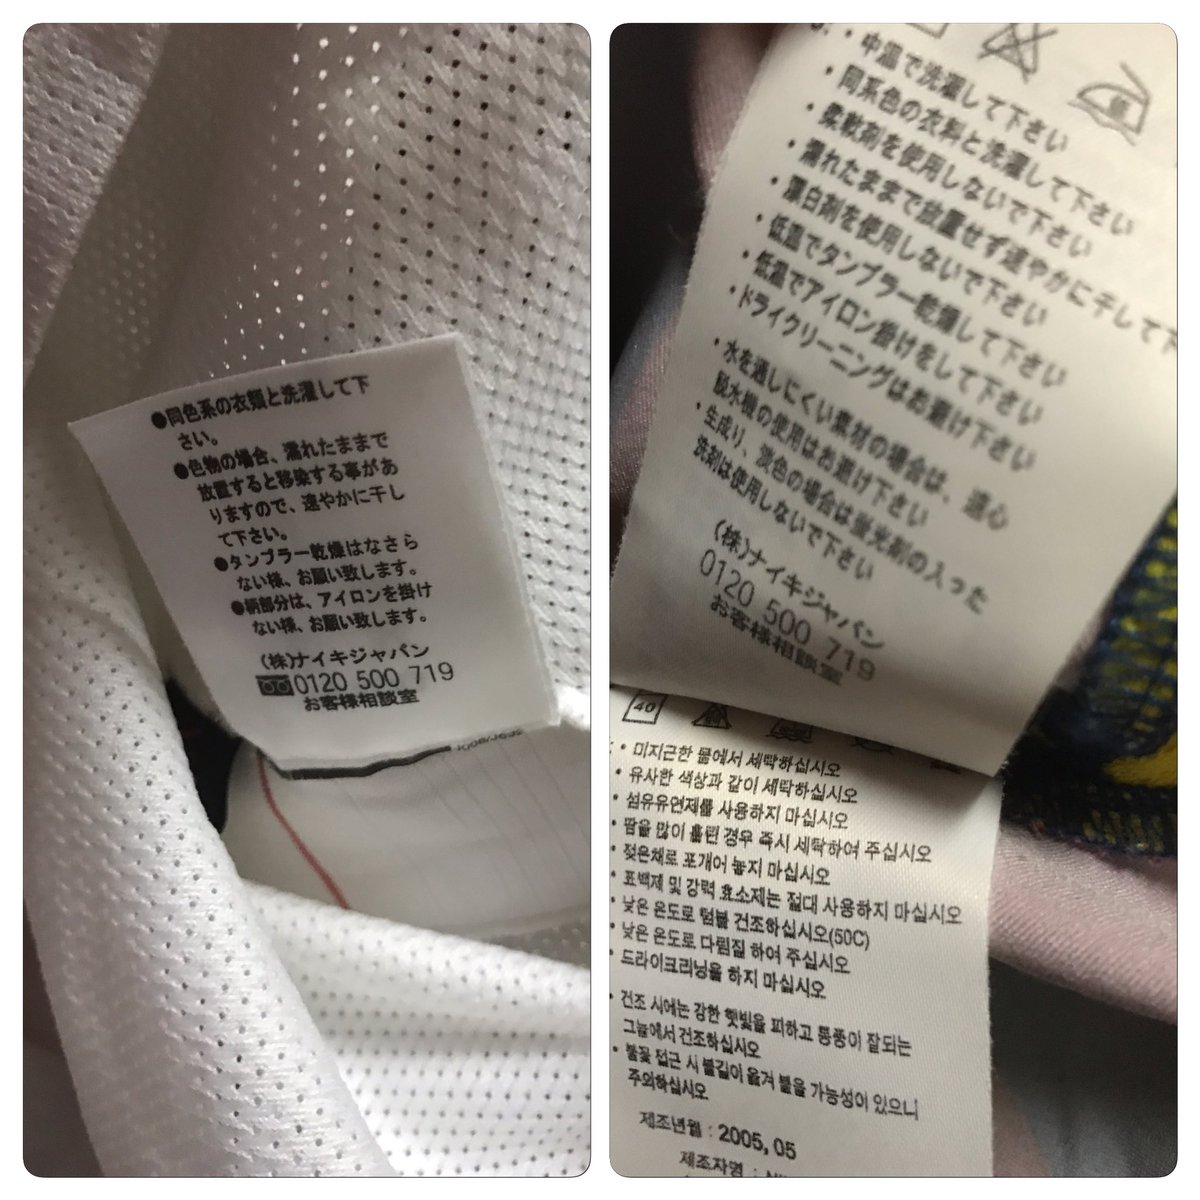 ●同色系の衣類と洗濯して下
さい。
●色物の場合、濡れたままで
放置すると移染する事があ
りますので、速やかに干し
て下さい。
●タンブラー乾燥はなさら
ない様、お願い致します。
●柄部分は、アイロンを掛け
ない様、お願い致します。
(株)ナイキジャパン
0120 500 719
お客様相談室
・中温で洗濯して下さい
・同系色の衣料と洗濯して下さい
・柔軟剤を使用しないで下さい
・濡れたままで放置せず速やかに干して下
・漂白剤を使用しないで下さい
・低温でタンブラー乾燥して下さい
・低温でアイロン掛けをして下さい
・ドライクリーニングはお避け下さい
・水を通しにくい素材の場合は、遠心
脱水機の使用はお避け下さい
・生成り、淡色の場合は蛍光剤の入った
洗剤は使用しないで下さい
(株)ナイキジャパン
0120 500 719
お客様相談室
40
• 미지근한 물에서 세탁하십시오
• 유사한 색상과 같이 세탁하십시오
• 섬유유연제를 사용하지 마십시오
• 땀을 많이 흘린 경우 즉시 세탁하여 주십시오
• 젖은채로 포개어 놓지 마십시오
• 표백제 및 강력 효소제는 절대 사용하지 마십시오
• 낮은 온도로 텀블 건조하십시오(50C)
• 낮은 온도로 다림질 하여 주십시오
• 드라이크리닝을 하지 마십시오
• 건조 시에는 강한 햇빛을 피하고 통풍이 잘되는
그늘에서 건조하십시오
• 불꽃 접근 시 불길이 옮겨 붙을 가능성이 있으니
주의하십시오
제조년월 : 2005, 05
제조자명 :